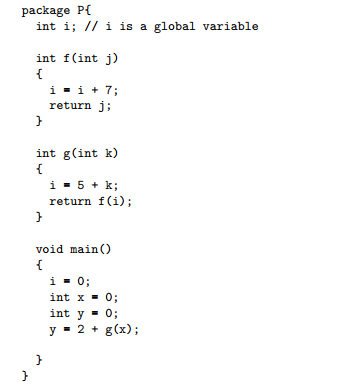 package P{
int i; // i is a global variable
int f(int j)
{
i = i + 7;
return j;
}
int g(int k)
{
i = 5 + k;
return f(i);
}
void main()
{
i = 0;
int x = 0;
int y = 0;
y = 2 + g(x);
}
}